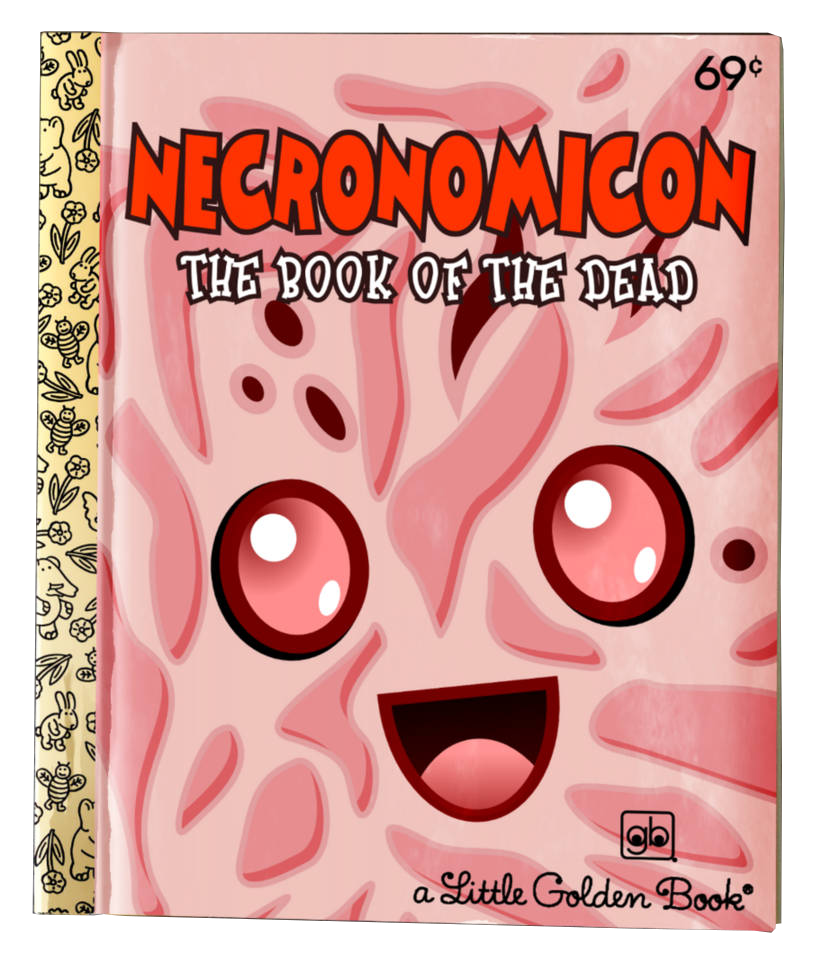 69¢
NECRONOMICON
THE BOOK OF THE DEAD
gb
a Little Golden Book®